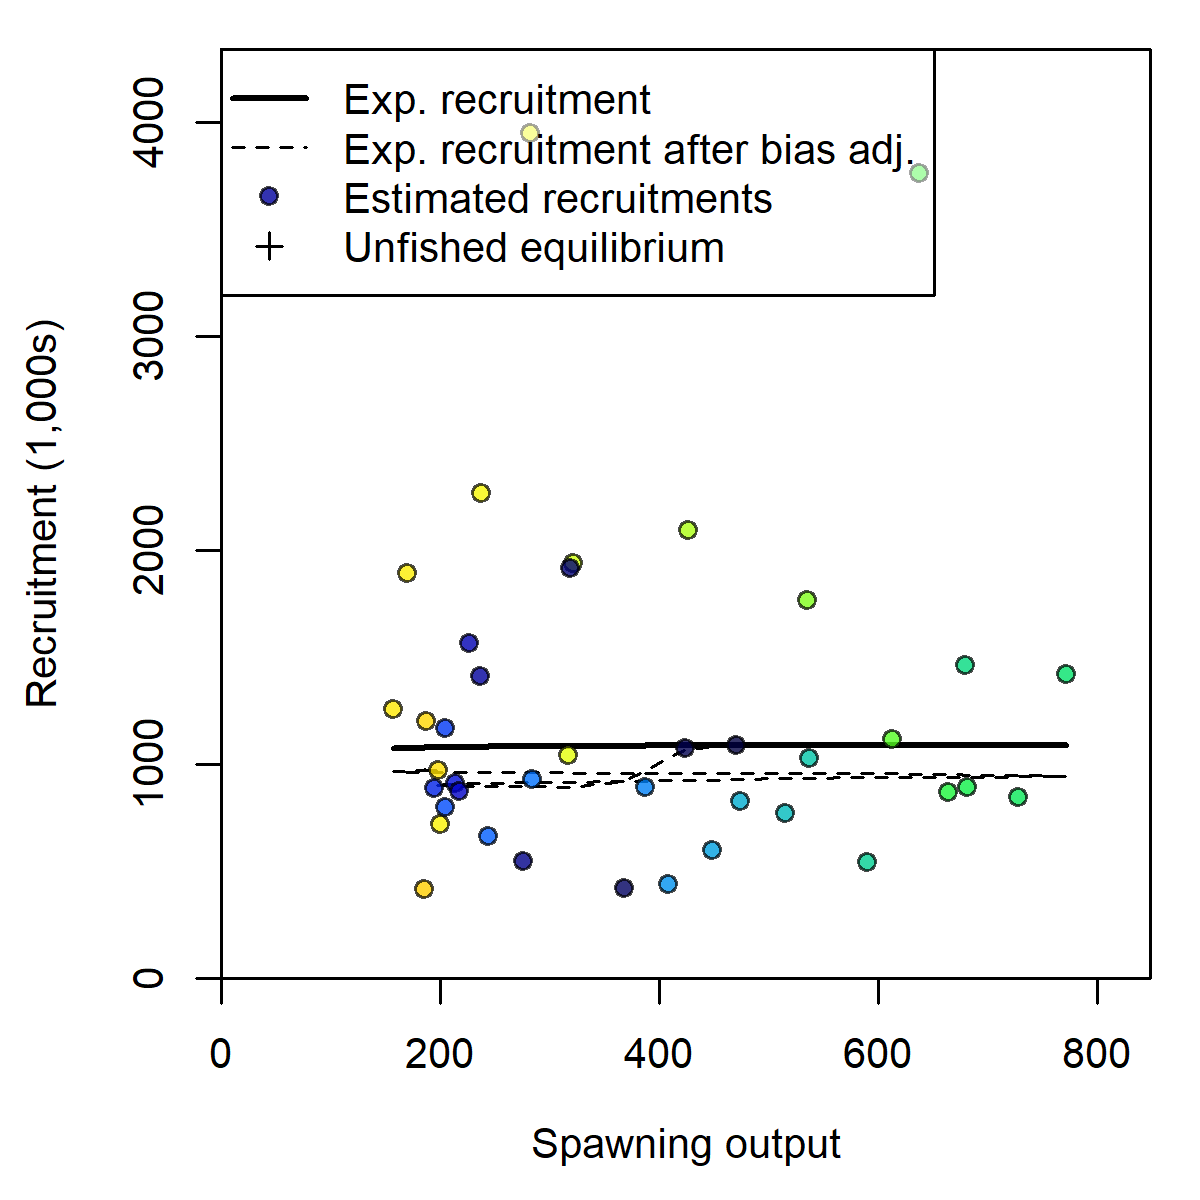 Exp. recruitment
Exp. recruitment after bias adj.
Estimated recruitments
Unfished equilibrium
Recruitment (1,000s)
4000
3000
2000
1000
0
0 200 400 600 800
Spawning output